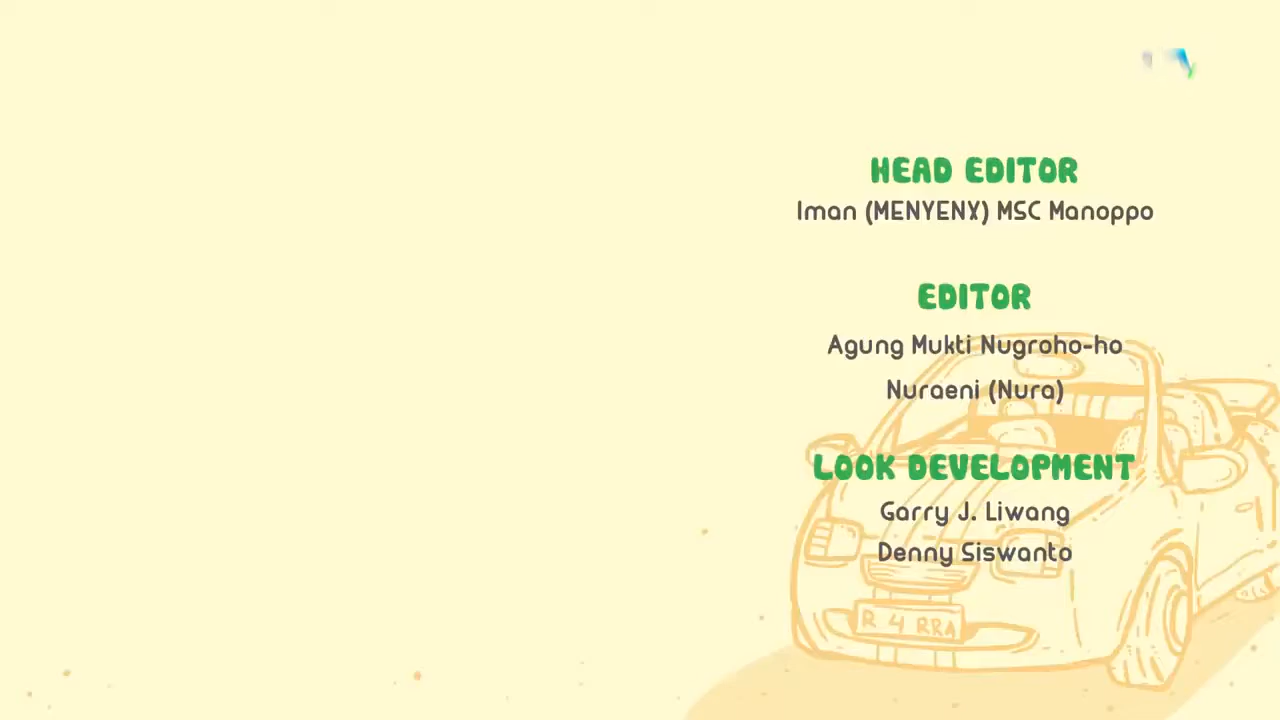 HEAD EDITOR
Iman (MENYENX) MSC Manoppo
EDITOR
Agung Mukti Nugroho-ha
Nuraeni (Nura)
LOOK DEVELOPMENT
Garry J. Liwang
Denny Siswanto
R 4 RRA